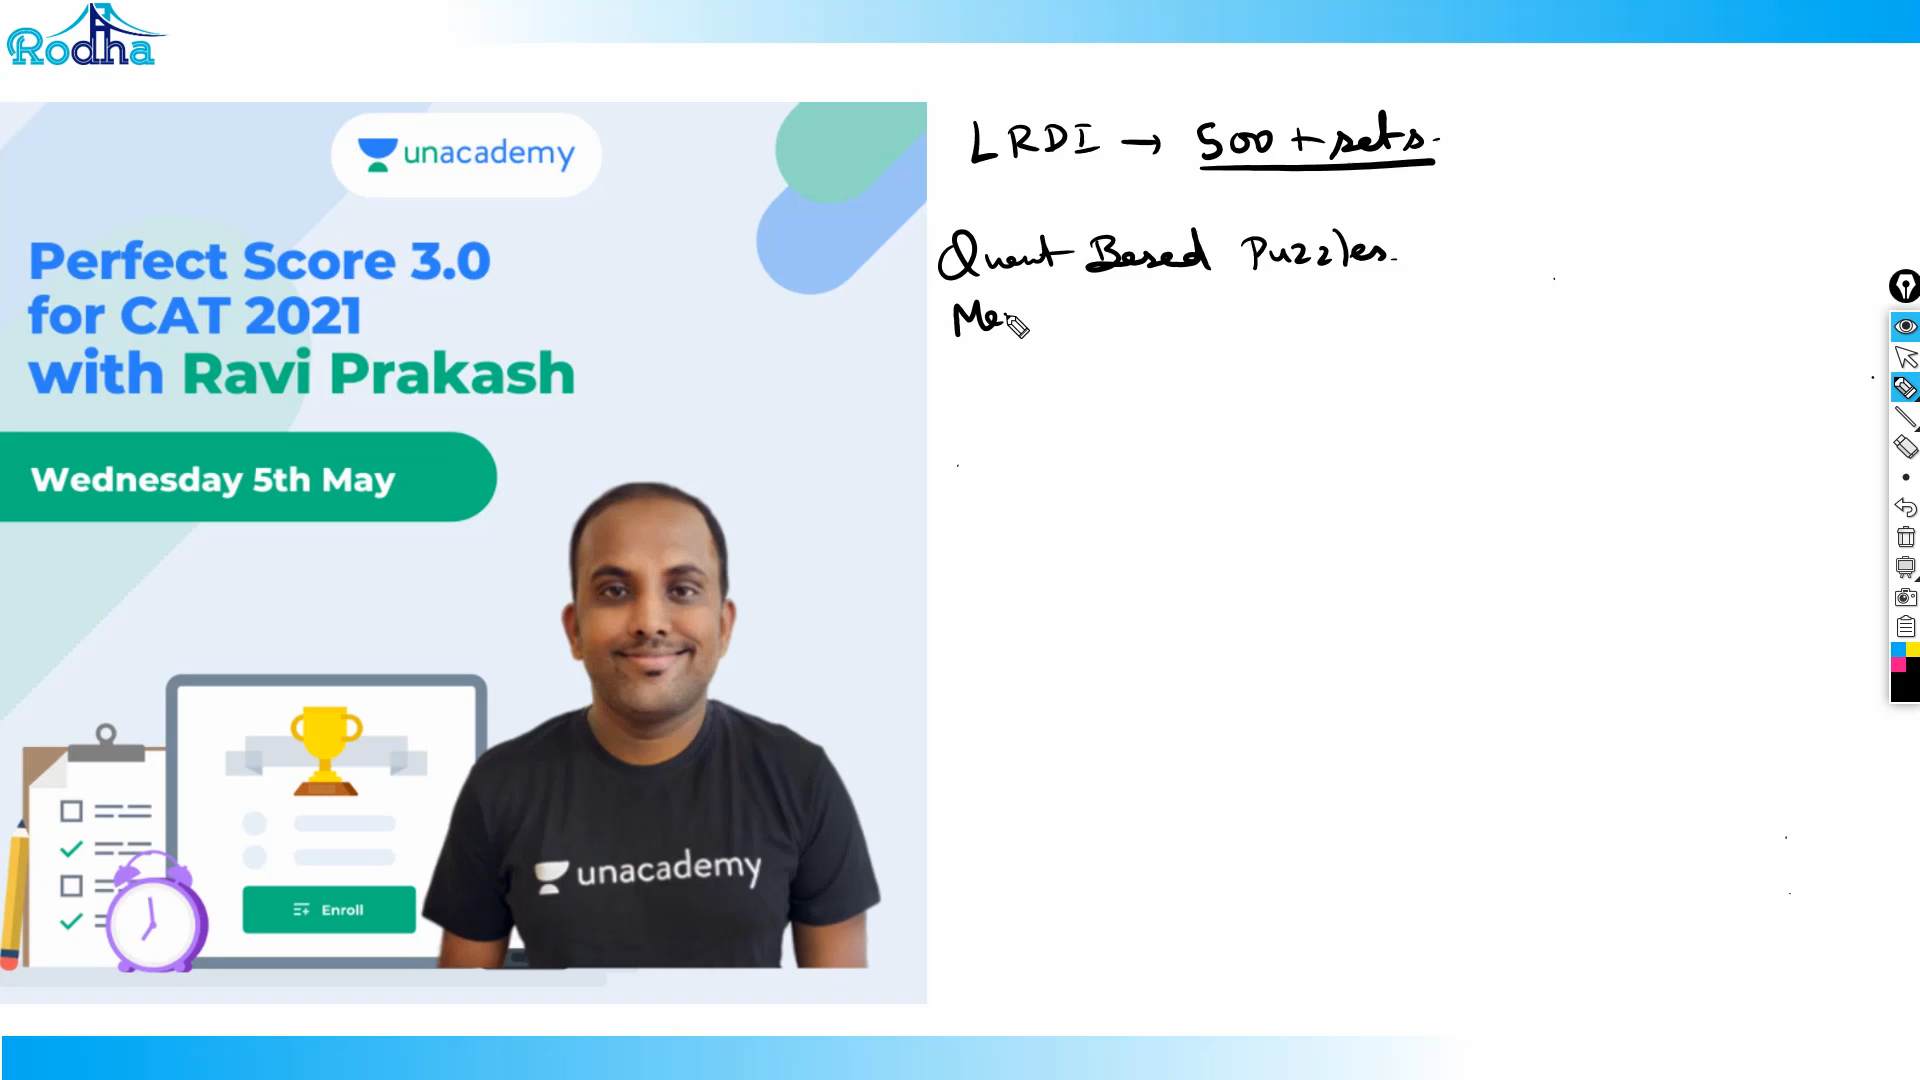 Rodha
unacademy
Perfect Score 3.0
for CAT 2021
with Ravi Prakash
Wednesday 5th May
unacademy
Enroll
LRDI → 500 + sets.
Quant Based Puzzles.
Me